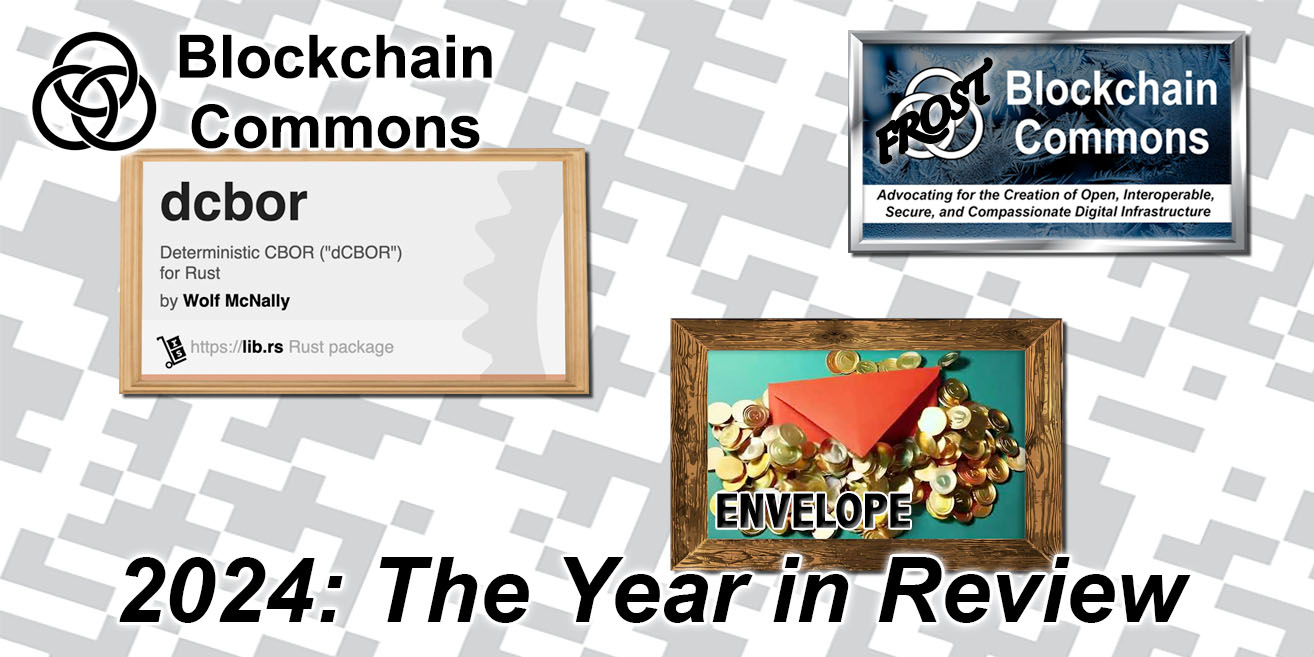 Blockchain
Commons
dcbor
Deterministic CBOR ("dCBOR")
for Rust
by Wolf McNally
https://lib.rs Rust package
FROST
Blockchain
Commons
Advocating for the Creation of Open, Interoperable,
Secure, and Compassionate Digital Infrastructure
ENVELOPE
2024: The Year in Review